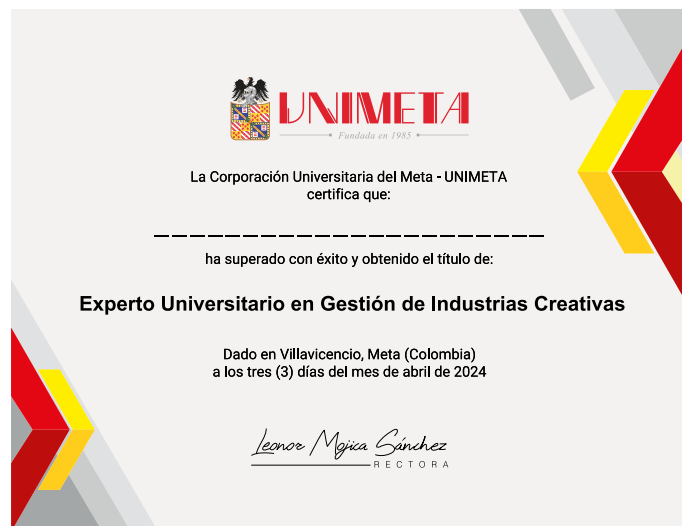 UNIMETA
Fundada en 1985
La Corporación Universitaria del Meta - UNIMETA
certifica que:
ha superado con éxito y obtenido el título de:
Experto Universitario en Gestión de Industrias Creativas
Dado en Villavicencio, Meta (Colombia)
a los tres (3) días del mes de abril de 2024
Leonor Mojica Sánchez
RECTORA